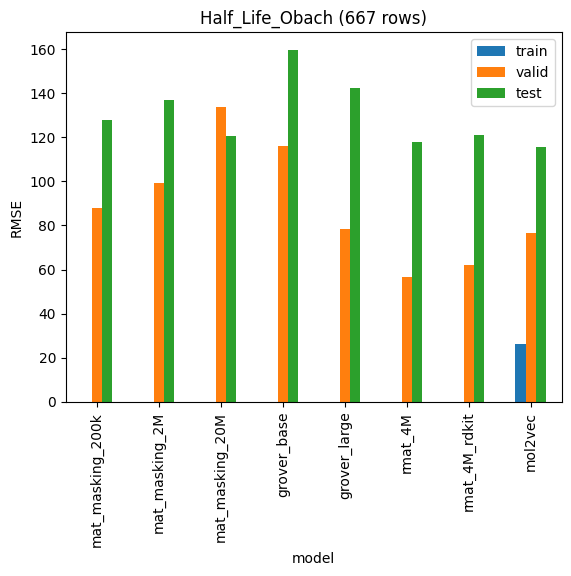 Half_Life_Obach (667 rows)
train
valid
test
RMSE
160
140
120
100
80
60
40
20
0
mat_masking_200k
mat_masking_2M
mat_masking_20M
grover_base
grover_large
rmat_4M
rmat_4M_rdkit
mol2vec
model